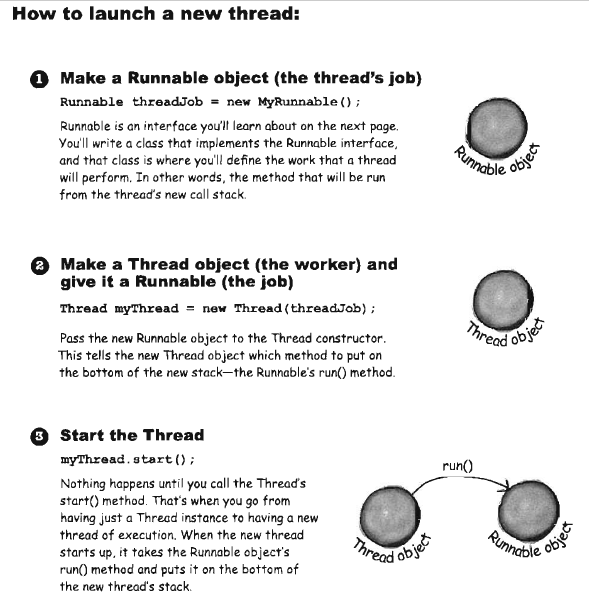 How to launch a new thread:
1 Make a Runnable object (the thread's job)
Runnable threadJob = new MyRunnable();
Runnable is an interface you'll learn about on the next page.
You'll write a class that implements the Runnable interface,
and that class is where you'll define the work that a thread
will perform. In other words, the method that will be run
from the thread's new call stack.
Runnable object
2 Make a Thread object (the worker) and
give it a Runnable (the job)
Thread myThread = new Thread(threadJob);
Pass the new Runnable object to the Thread constructor.
This tells the new Thread object which method to put on
the bottom of the new stack—the Runnable's run() method.
Thread object
3 Start the Thread
myThread.start();
Nothing happens until you call the Thread's
start() method. That's when you go from
having just a Thread instance to having a new
thread of execution. When the new thread
starts up, it takes the Runnable object's
run() method and puts it on the bottom of
the new thread's stack.
run()
Thread object
Runnable object